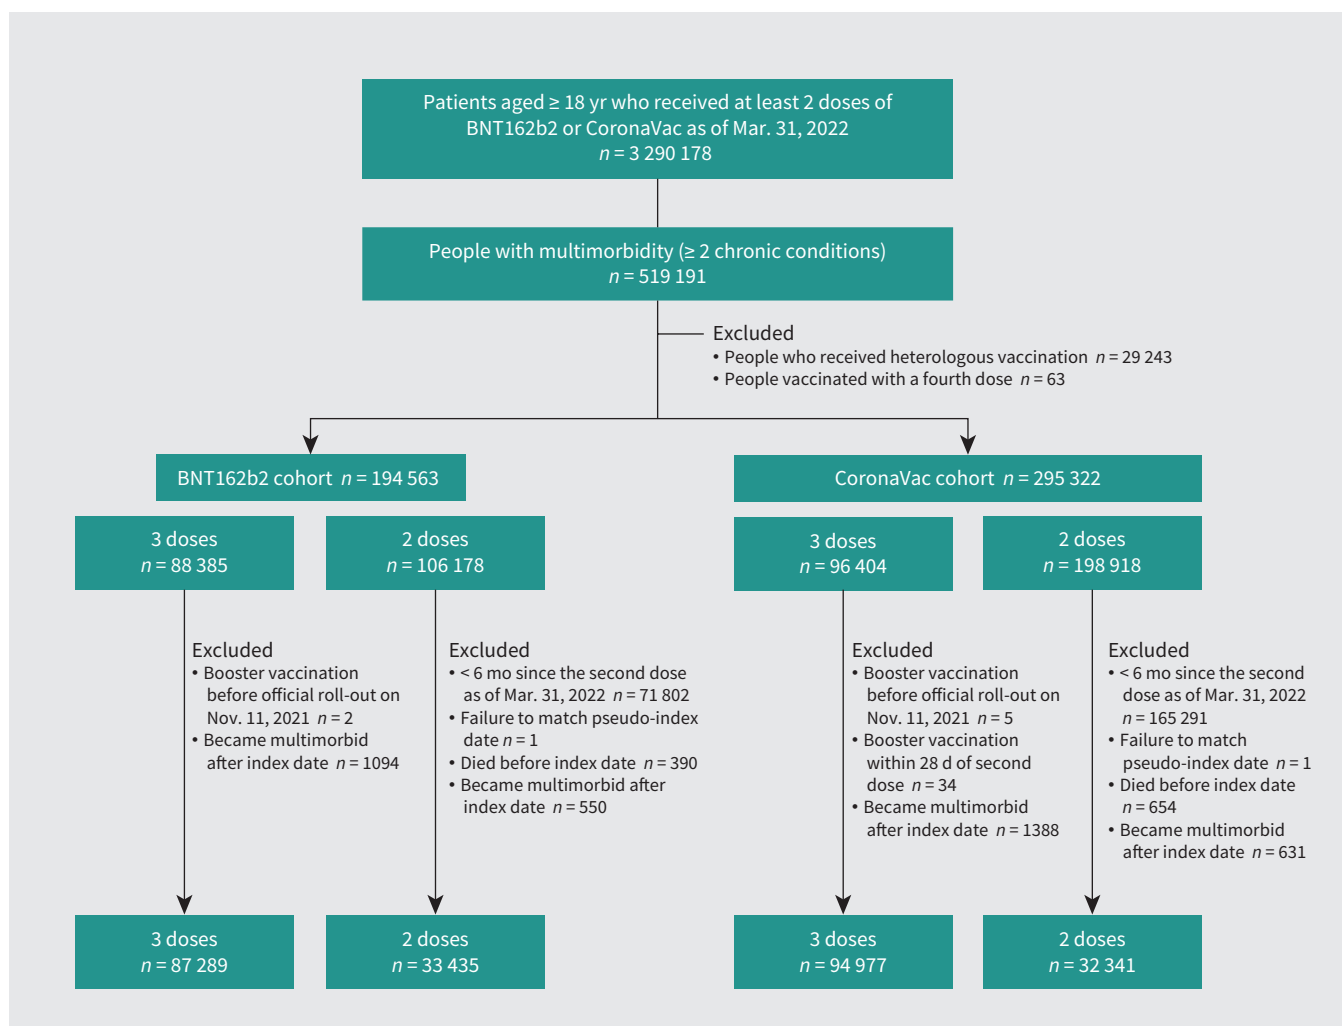 Patients aged ≥ 18 yr who received at least 2 doses of
BNT162b2 or CoronaVac as of Mar. 31, 2022
n = 3 290 178
People with multimorbidity (≥ 2 chronic conditions)
n = 519 191
Excluded
• People who received heterologous vaccination n = 29 243
• People vaccinated with a fourth dose n = 63
BNT162b2 cohort n = 194 563
CoronaVac cohort n = 295 322
3 doses
n = 88 385
2 doses
n = 106 178
3 doses
n = 96 404
2 doses
n = 198 918
Excluded
• Booster vaccination
before official roll-out on
Nov. 11, 2021 n = 2
• Became multimorbid
after index date n = 1094
Excluded
• < 6 mo since the second dose
as of Mar. 31, 2022 n = 71 802
• Failure to match pseudo-index
date n = 1
• Died before index date n = 390
• Became multimorbid after
index date n = 550
Excluded
• Booster vaccination
before official roll-out on
Nov. 11, 2021 n = 5
• Booster vaccination
within 28 d of second
dose n = 34
• Became multimorbid
after index date n = 1388
Excluded
• < 6 mo since the second
dose as of Mar. 31, 2022
n = 165 291
• Failure to match
pseudo-index date n = 1
• Died before index date
n = 654
• Became multimorbid
after index date n = 631
3 doses
n = 87 289
2 doses
n = 33 435
3 doses
n = 94 977
2 doses
n = 32 341